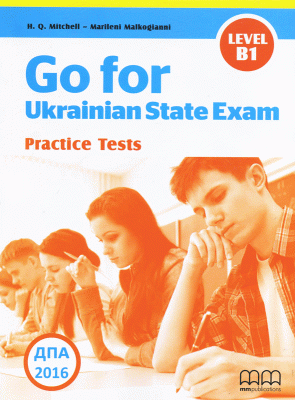 H. Q. Mitchell – Marileni Malkogianni
LEVEL
B1
Go for
Ukrainian State Exam
Practice Tests
ДПА
2016
mmpublications